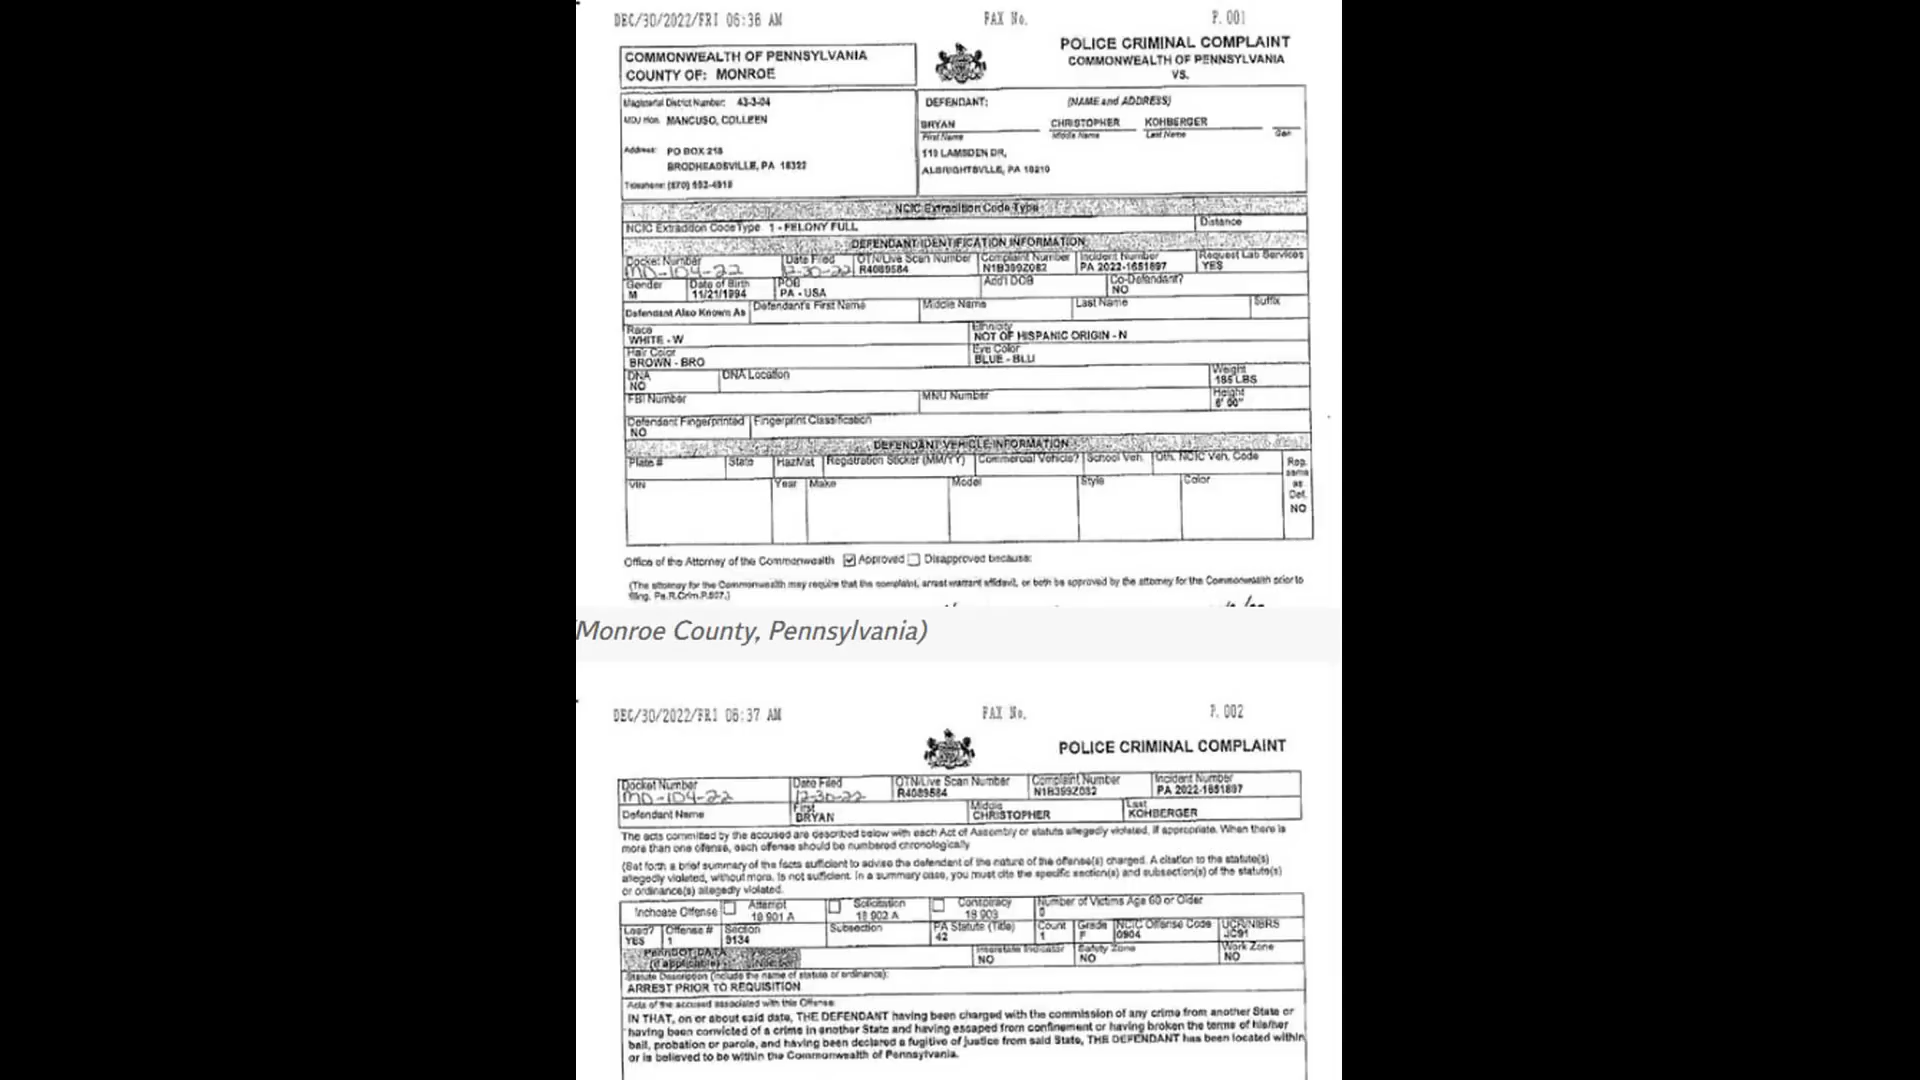 DEC/30/2022/FRI 06:36 AM FAX No. P. 001
COMMONWEALTH OF PENNSYLVANIA
COUNTY OF: MONROE
POLICE CRIMINAL COMPLAINT
COMMONWEALTH OF PENNSYLVANIA
VS.
Magisterial District Number: 43-3-04
MDJ Hon. MANCUSO, COLLEEN
Address: PO BOX 218
BRODHEADSVILLE, PA 18322
Telephone: (570)
DEFENDANT: (NAME and ADDRESS)
BRYAN CHRISTOPHER KOHBERGER
First Name Middle Name Last Name Gen
LAMSDEN DR,
ALBRIGHTSVLLE, PA 18210
NCIC Extradition Code Type
NCIC Extradition Code Type 1 - FELONY FULL Distance
DEFENDANT IDENTIFICATION INFORMATION
Docket Number Date Filed OTN/Live Scan Number Complaint Number Incident Number Request Lab Services
MD-104-22 12-30-22 R4089584 N1B399Z082 PA 2022-1651897 YES
Gender Date of Birth POB Add'l DOB Co-Defendant?
M 11/21/1994 PA - USA NO
Defendant Also Known As Defendant's First Name Middle Name Last Name Suffix
Race Ethnicity
WHITE - W NOT OF HISPANIC ORIGIN - N
Hair Color Eye Color
BROWN - BRO BLUE - BLU
DNA DNA Location Weight
NO 185 LBS
FBI Number MNU Number Height
6' 00"
Defendant Fingerprinted Fingerprint Classification
NO
DEFENDANT VEHICLE INFORMATION
Plate # State HazMat Registration Sticker (MM/YY) Commercial Vehicle? School Veh. Oth. NCIC Veh. Code Reg. same as Def.
VIN Year Make Model Style Color NO
Office of the Attorney of the Commonwealth Approved Disapproved because:
(The attorney for the Commonwealth may require that the complaint, arrest warrant affidavit, or both be approved by the attorney for the Commonwealth prior to
filing. Pa.R.Crim.P.507.)
(Monroe County, Pennsylvania)
DEC/30/2022/FRI 06:37 AM FAX No. P. 002
POLICE CRIMINAL COMPLAINT
Docket Number Date Filed OTN/Live Scan Number Complaint Number Incident Number
MD-104-22 12-30-22 R4089584 N1B399Z082 PA 2022-1651897
Defendant Name First Middle Last
BRYAN CHRISTOPHER KOHBERGER
The acts committed by the accused are described below with each Act of Assembly or statute allegedly violated, if appropriate. When there is
more than one offense, each offense should be numbered chronologically
(Set forth a brief summary of the facts sufficient to advise the defendant of the nature of the offense(s) charged. A citation to the statute(s)
allegedly violated, without more, is not sufficient. In a summary case, you must cite the specific section(s) and subsection(s) of the statute(s)
or ordinance(s) allegedly violated.
Inchoate Offense Attempt Solicitation Conspiracy Number of Victims Age 60 or Older
18 901 A 18 902 A 18 903 0
Lead? Offense # Section Subsection PA Statute (Title) Count Grade NCIC Offense Code UCR/NIBRS
YES 1 9134 42 1 F 0904
PennDOT DATA Interstate Indicator Safety Zone Work Zone
(if applicable) NO NO NO
Statute Description (include the name of statute or ordinance):
ARREST PRIOR TO REQUISITION
Acts of the accused associated with this Offense:
IN THAT, on or about said date, THE DEFENDANT having been charged with the commission of any crime from another State or
having been convicted of a crime in another State and having escaped from confinement or having broken the terms of his/her
bail, probation or parole, and having been declared a fugitive of justice from said State, THE DEFENDANT has been located within
or is believed to be within the Commonwealth of Pennsylvania.